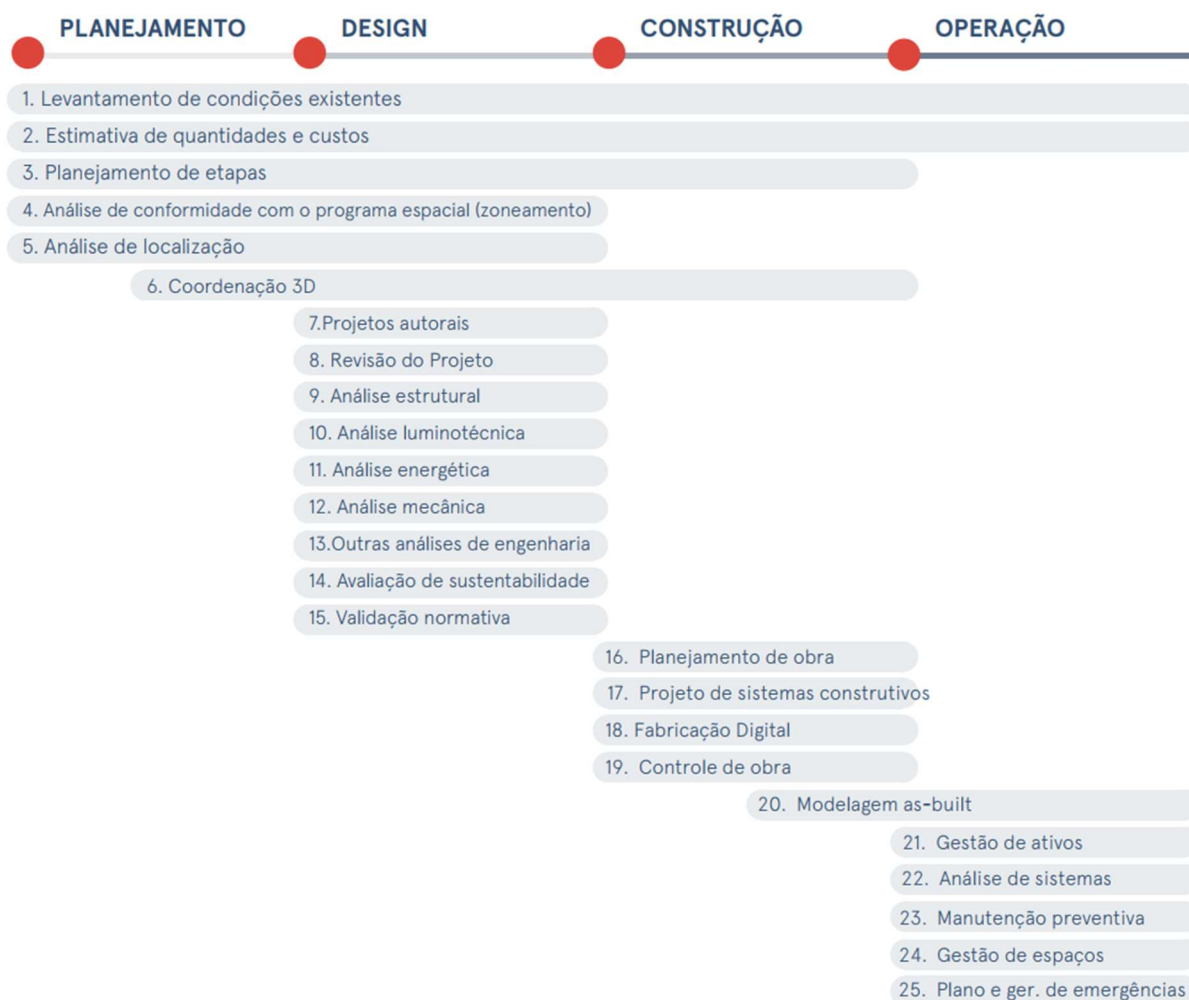 PLANEJAMENTO
DESIGN
CONSTRUÇÃO
OPERAÇÃO
1. Levantamento de condições existentes
2. Estimativa de quantidades e custos
3. Planejamento de etapas
4. Análise de conformidade com o programa espacial (zoneamento)
5. Análise de localização
6. Coordenação 3D
7.Projetos autorais
8. Revisão do Projeto
9. Análise estrutural
10. Análise luminotécnica
11. Análise energética
12. Análise mecânica
13.Outras análises de engenharia
14. Avaliação de sustentabilidade
15. Validação normativa
16. Planejamento de obra
17. Projeto de sistemas construtivos
18. Fabricação Digital
19. Controle de obra
20. Modelagem as-built
21. Gestão de ativos
22. Análise de sistemas
23. Manutenção preventiva
24. Gestão de espaços
25. Plano e ger. de emergências